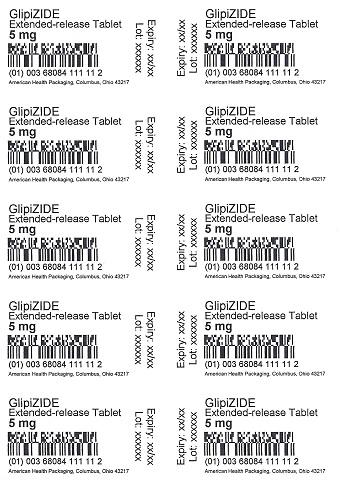 GlipiZIDE
Extended-release Tablet
5 mg
(01) 003 68084 111 11 2
American Health Packaging, Columbus, Ohio 43217
Expiry: xx/xx
Lot: xxxxxx
Expiry: xx/xx
Lot: xxxxxx
GlipiZIDE
Extended-release Tablet
5 mg
(01) 003 68084 111 11 2
American Health Packaging, Columbus, Ohio 43217
GlipiZIDE
Extended-release Tablet
5 mg
(01) 003 68084 111 11 2
American Health Packaging, Columbus, Ohio 43217
Expiry: xx/xx
Lot: xxxxxx
Expiry: xx/xx
Lot: xxxxxx
GlipiZIDE
Extended-release Tablet
5 mg
(01) 003 68084 111 11 2
American Health Packaging, Columbus, Ohio 43217
GlipiZIDE
Extended-release Tablet
5 mg
(01) 003 68084 111 11 2
American Health Packaging, Columbus, Ohio 43217
Expiry: xx/xx
Lot: xxxxxx
Expiry: xx/xx
Lot: xxxxxx
GlipiZIDE
Extended-release Tablet
5 mg
(01) 003 68084 111 11 2
American Health Packaging, Columbus, Ohio 43217
GlipiZIDE
Extended-release Tablet
5 mg
(01) 003 68084 111 11 2
American Health Packaging, Columbus, Ohio 43217
Expiry: xx/xx
Lot: xxxxxx
Expiry: xx/xx
Lot: xxxxxx
GlipiZIDE
Extended-release Tablet
5 mg
(01) 003 68084 111 11 2
American Health Packaging, Columbus, Ohio 43217
GlipiZIDE
Extended-release Tablet
5 mg
(01) 003 68084 111 11 2
American Health Packaging, Columbus, Ohio 43217
Expiry: xx/xx
Lot: xxxxxx
Expiry: xx/xx
Lot: xxxxxx
GlipiZIDE
Extended-release Tablet
5 mg
(01) 003 68084 111 11 2
American Health Packaging, Columbus, Ohio 43217